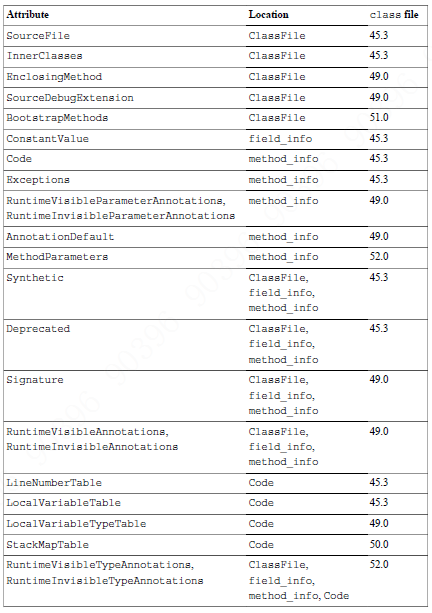 Attribute Location class file
SourceFile ClassFile 45.3
InnerClasses ClassFile 45.3
EnclosingMethod ClassFile 49.0
SourceDebugExtension ClassFile 49.0
BootstrapMethods ClassFile 51.0
ConstantValue field_info 45.3
Code method_info 45.3
Exceptions method_info 45.3
RuntimeVisibleParameterAnnotations, method_info 49.0
RuntimeInvisibleParameterAnnotations
AnnotationDefault method_info 49.0
MethodParameters method_info 52.0
Synthetic ClassFile, 45.3
field_info,
method_info
Deprecated ClassFile, 45.3
field_info,
method_info
Signature ClassFile, 49.0
field_info,
method_info
RuntimeVisibleAnnotations, ClassFile, 49.0
RuntimeInvisibleAnnotations field_info,
method_info
LineNumberTable Code 45.3
LocalVariableTable Code 45.3
LocalVariableTypeTable Code 49.0
StackMapTable Code 50.0
RuntimeVisibleTypeAnnotations, ClassFile, 52.0
RuntimeInvisibleTypeAnnotations field_info,
method_info, Code